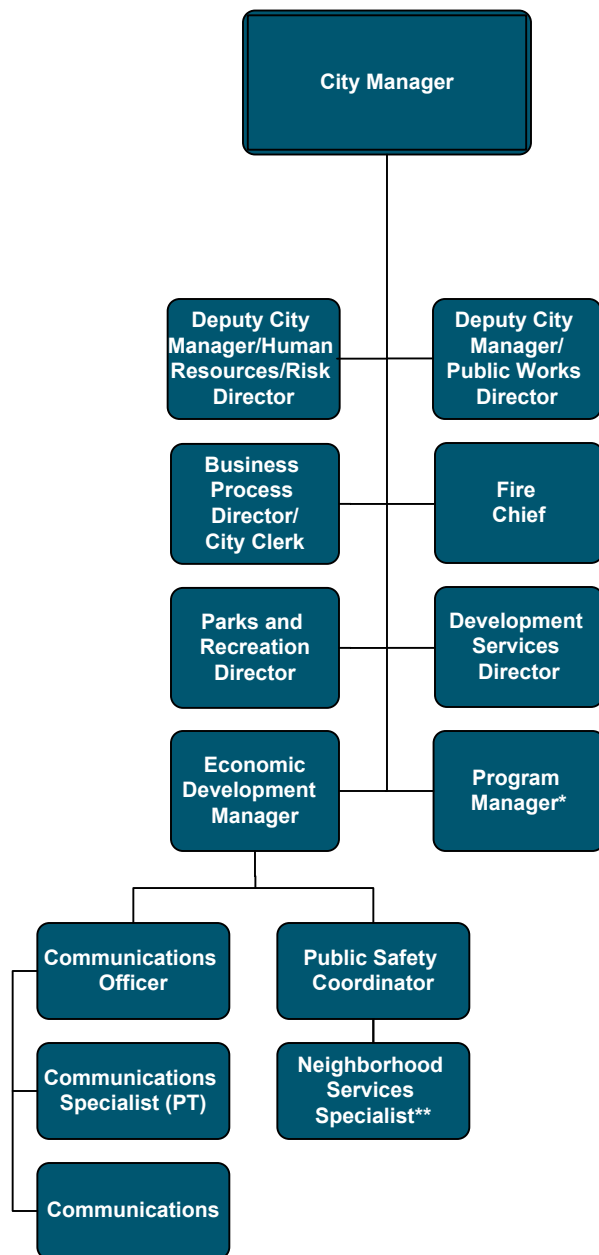 City Manager
Deputy City
Manager/Human
Resources/Risk
Director
Deputy City
Manager/
Public Works
Director
Business
Process
Director/
City Clerk
Fire
Chief
Parks and
Recreation
Director
Development
Services
Director
Economic
Development
Manager
Program
Manager*
Communications
Officer
Public Safety
Coordinator
Communications
Specialist (PT)
Neighborhood
Services
Specialist**
Communications